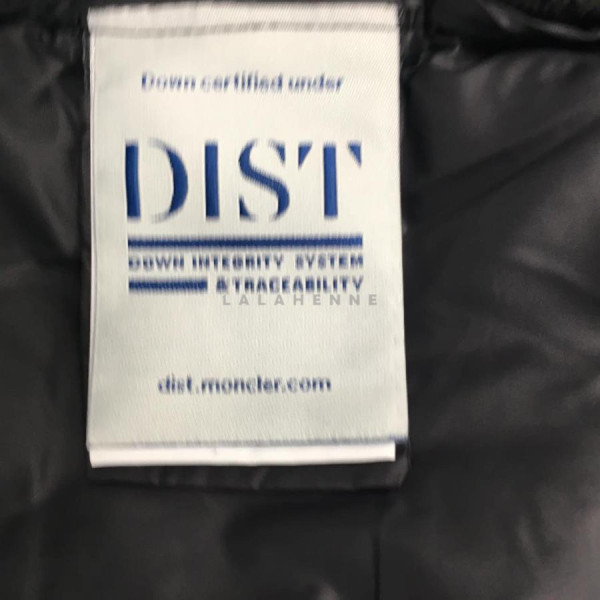 Down certified under
DIST
DOWN INTEGRITY SYSTEM
& TRACEABILITY
LALAHENNE
dist.moncler.com